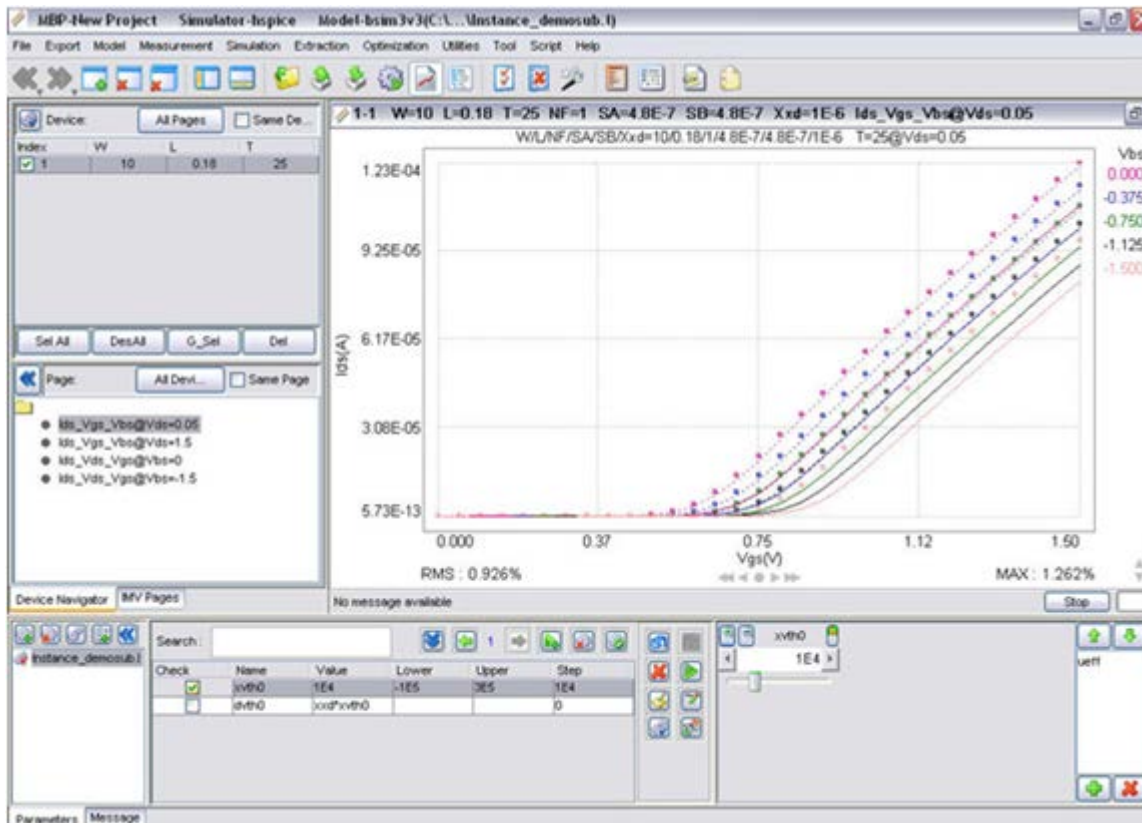 MBP-New Project Simulator-hspice Model-bsim3v3(C:\...\Instance_demosub.l)
File Export Model Measurement Simulation Extraction Optimization Utilities Tool Script Help
Device: All Pages Same De...
Index W L T
1 10 0.18 25
Sel All DesAll G_Sel Del
Page: All Devi... Same Page
Ids_Vgs_Vbs@Vds=0.05
Ids_Vgs_Vbs@Vds=1.5
Ids_Vds_Vgs@Vbs=0
Ids_Vds_Vgs@Vbs=-1.5
Device Navigator IMV Pages
1-1 W=10 L=0.18 T=25 NF=1 SA=4.8E-7 SB=4.8E-7 Xxd=1E-6 Ids_Vgs_Vbs@Vds=0.05
W/L/NF/SA/SB/Xxd=10/0.18/1/4.8E-7/4.8E-7/1E-6 T=25@Vds=0.05
Vbs
0.000
-0.375
-0.750
-1.125
-1.500
1.23E-04
9.25E-05
6.17E-05
3.08E-05
5.73E-13
Ids(A)
0.000 0.37 0.75 1.12 1.50
Vgs(V)
RMS : 0.926% MAX : 1.262%
No message available Stop
Instance_demosub.l
Search : 1
Check Name Value Lower Upper Step
xvth0 1E4 -1E5 3E5 1E4
dvth0 xxd*xvth0 0
xvth0
1E4
ueff
Parameters Message